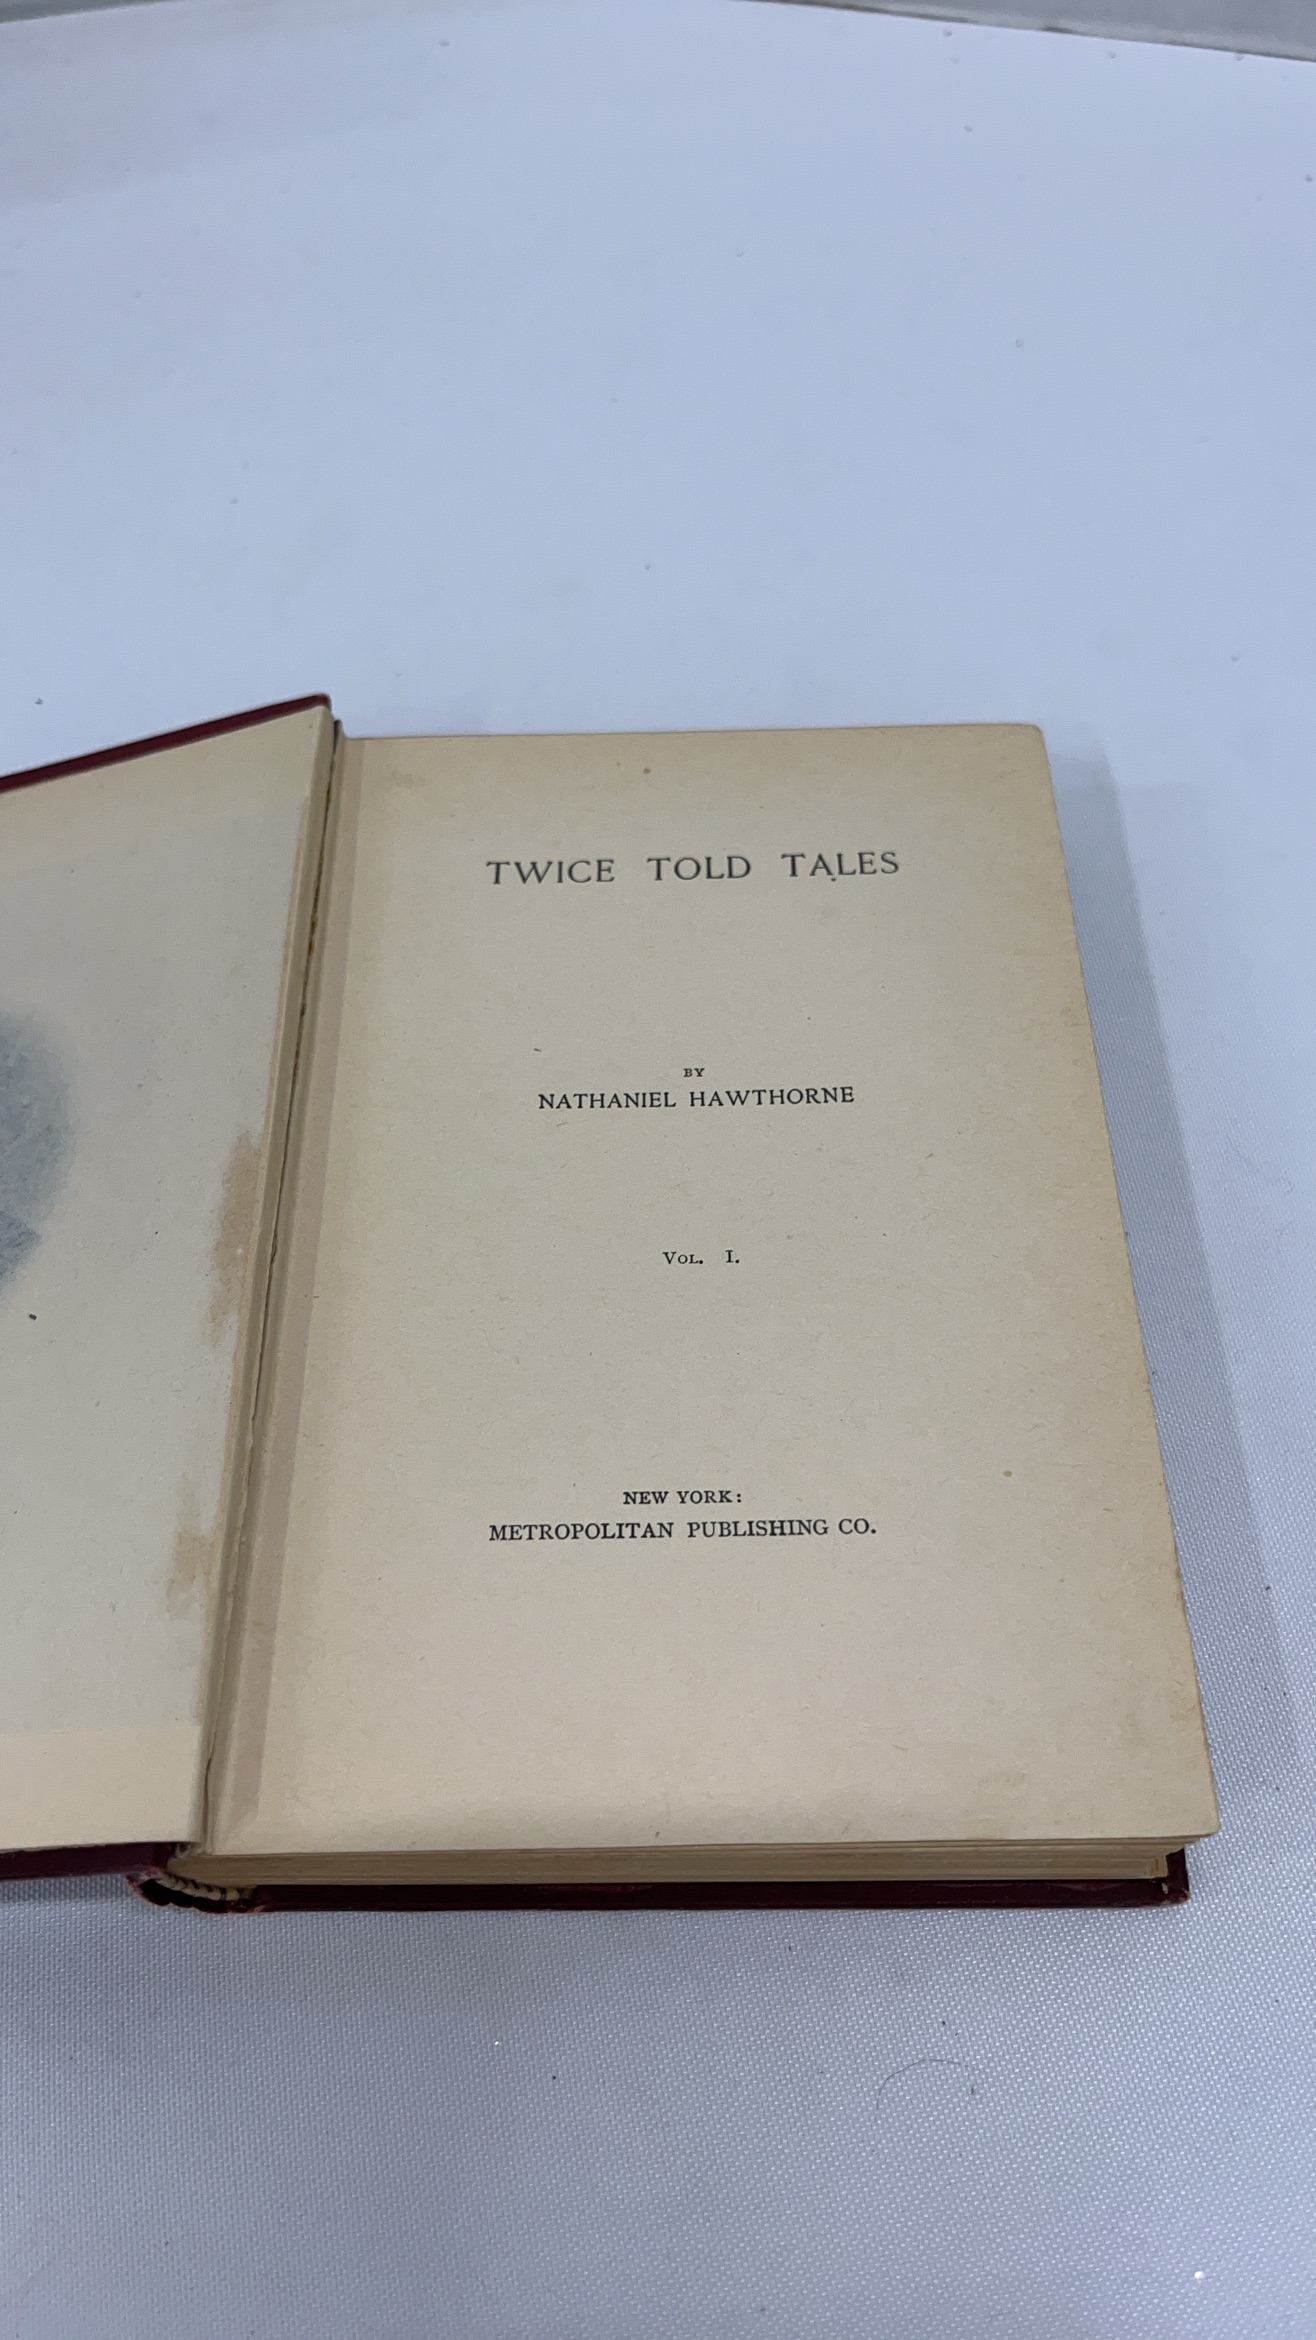 TWICE TOLD TALES
BY
NATHANIEL HAWTHORNE
VOL. I.
NEW YORK:
METROPOLITAN PUBLISHING CO.